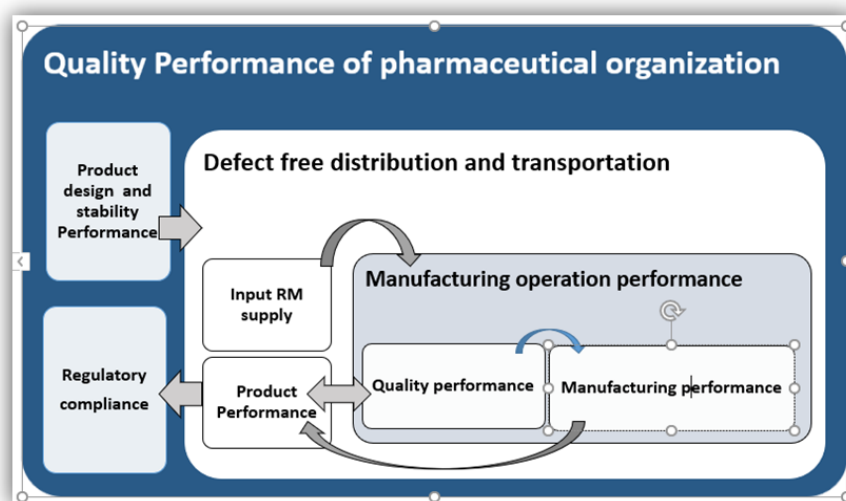 Quality Performance of pharmaceutical organization
Product
design and
stability
Performance
Defect free distribution and transportation
Input RM
supply
Manufacturing operation performance
Regulatory
compliance
Product
Performance
Quality performance
Manufacturing performance